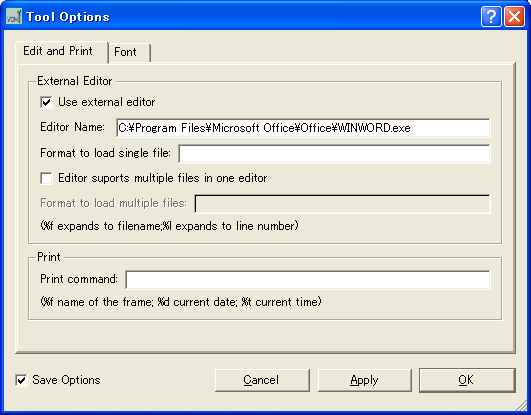 VDM
Tool Options
Edit and Print
Font
External Editor
Use external editor
Editor Name: C:¥Program Files¥Microsoft Office¥Office¥WINWORD.exe
Format to load single file:
Editor suports multiple files in one editor
Format to load multiple files:
(%f expands to filename;%l expands to line number)
Print
Print command:
(%f name of the frame; %d current date; %t current time)
Save Options
Cancel
Apply
OK